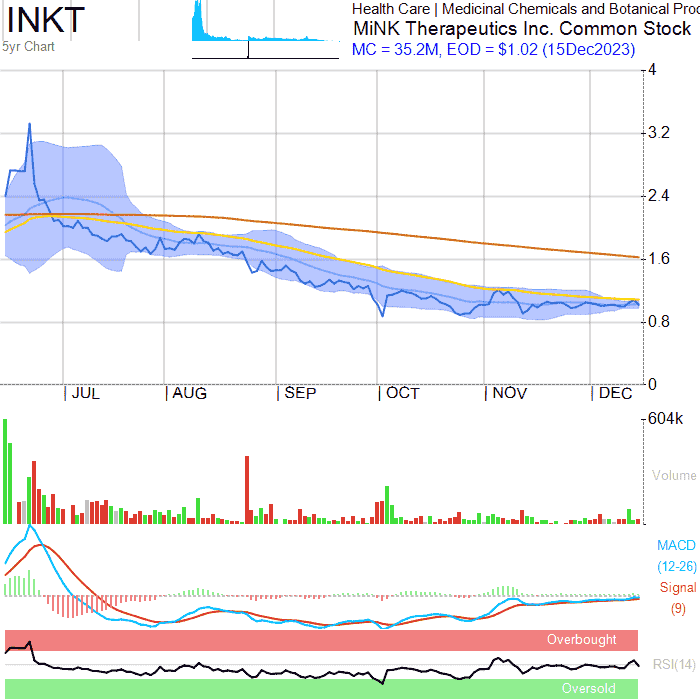 INKT
5yr Chart
Health Care | Medicinal Chemicals and Botanical Prod
MiNK Therapeutics Inc. Common Stock
MC = 35.2M, EOD = $1.02 (15Dec2023)
4
3.2
2.4
1.6
0.8
0
JUL AUG SEP OCT NOV DEC
604k
Volume
MACD
(12-26)
Signal
(9)
Overbought
RSI(14)
Oversold